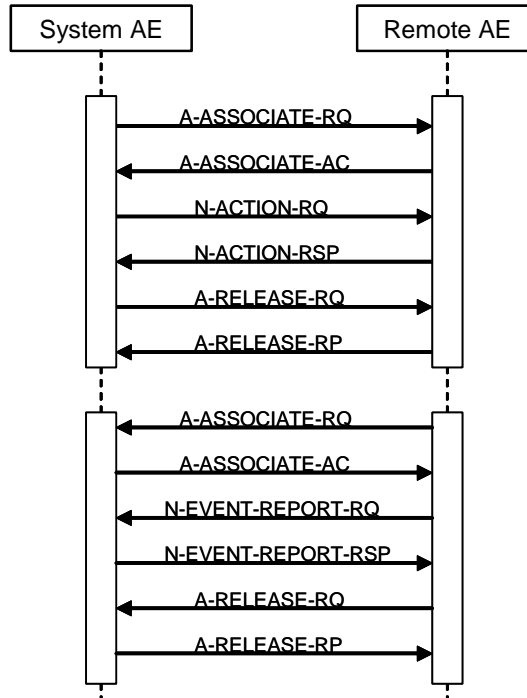 System AE
Remote AE
A-ASSOCIATE-RQ
A-ASSOCIATE-AC
N-ACTION-RQ
N-ACTION-RSP
A-RELEASE-RQ
A-RELEASE-RP
A-ASSOCIATE-RQ
A-ASSOCIATE-AC
N-EVENT-REPORT-RQ
N-EVENT-REPORT-RSP
A-RELEASE-RQ
A-RELEASE-RP